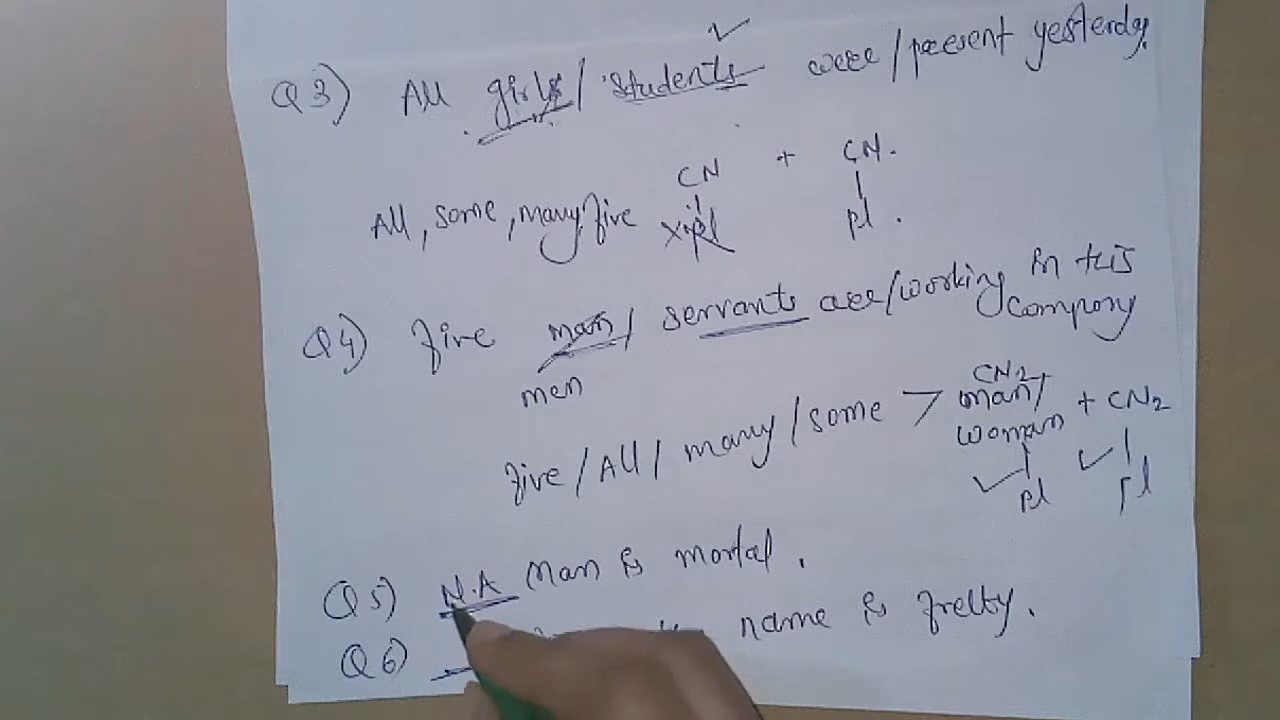 Q3) All girls/ students were/present yesterday.
CN + CN.
All, some, many, five x pl pl.
Q4) five man/ servants are/working in this company
men
CN2
five /All/ many/some > man/ woman + CN2
pl pl
Q5) N.A Man is mortal.
Q6) name is fretty.